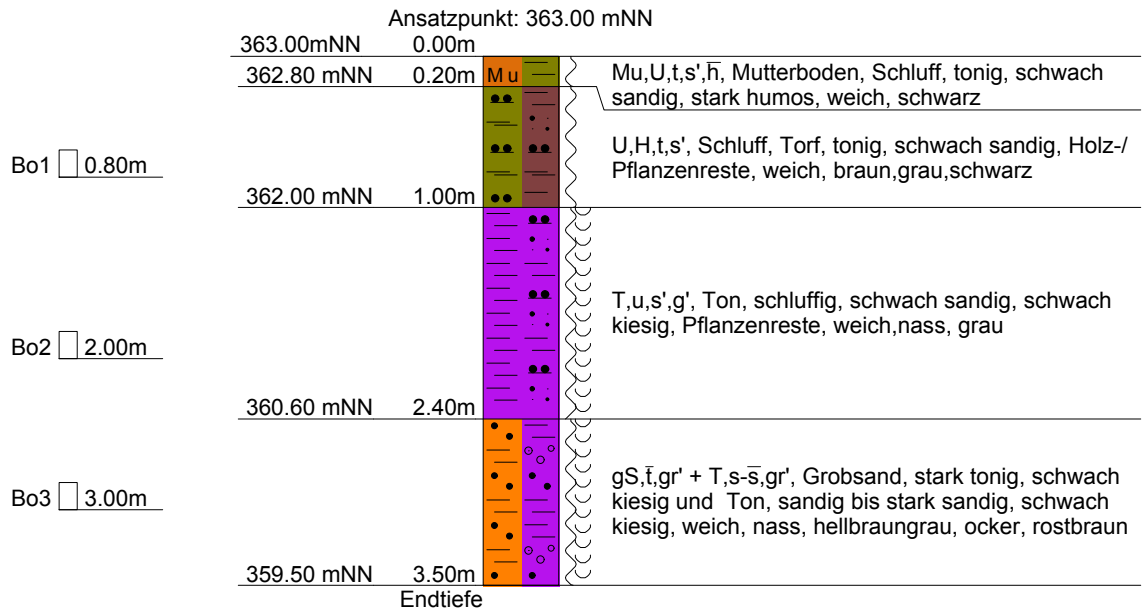 Ansatzpunkt: 363.00 mNN
363.00mNN 0.00m
362.80 mNN 0.20m
Mu
Mu,U,t,s',h̅, Mutterboden, Schluff, tonig, schwach
sandig, stark humos, weich, schwarz
U,H,t,s', Schluff, Torf, tonig, schwach sandig, Holz-/
Pflanzenreste, weich, braun,grau,schwarz
Bo1 0.80m
362.00 mNN 1.00m
T,u,s',g', Ton, schluffig, schwach sandig, schwach
kiesig, Pflanzenreste, weich,nass, grau
Bo2 2.00m
360.60 mNN 2.40m
gS,t̅,gr' + T,s-s̅,gr', Grobsand, stark tonig, schwach
kiesig und Ton, sandig bis stark sandig, schwach
kiesig, weich, nass, hellbraungrau, ocker, rostbraun
Bo3 3.00m
359.50 mNN 3.50m
Endtiefe